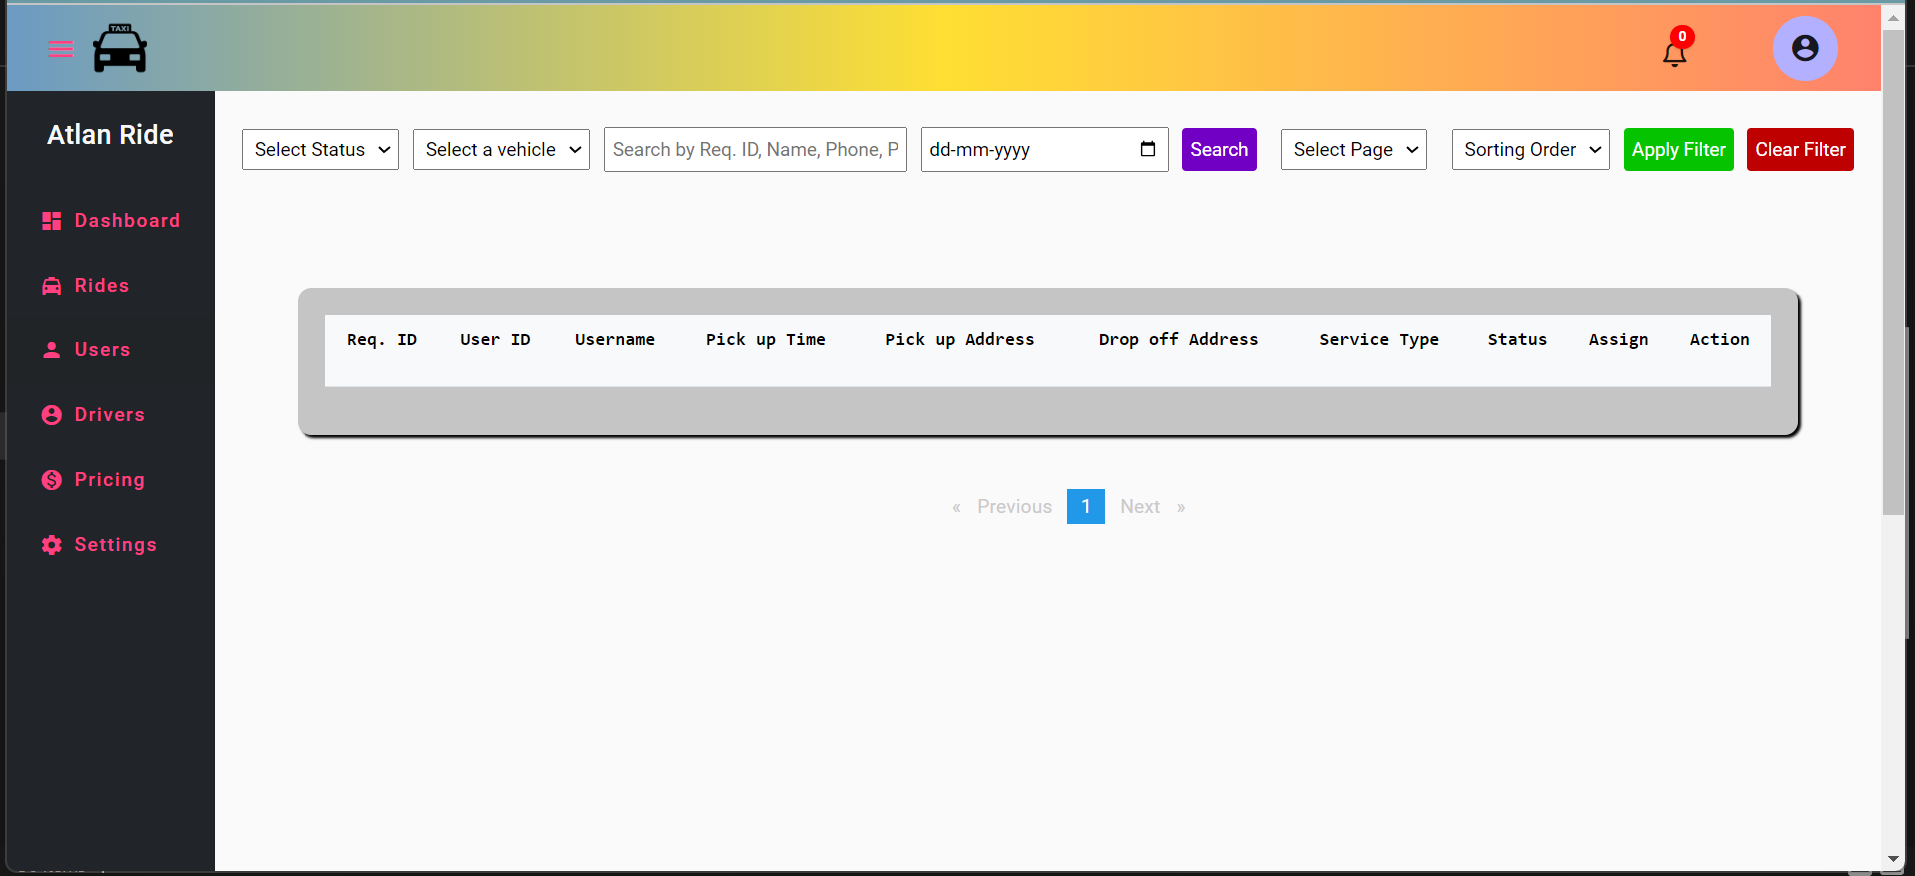 TAXI
0
Atlan Ride
Select Status Select a vehicle Search by Req. ID, Name, Phone, P dd-mm-yyyy Search Select Page Sorting Order Apply Filter Clear Filter
Dashboard
Rides
Users
Drivers
Pricing
Settings
Req. ID User ID Username Pick up Time Pick up Address Drop off Address Service Type Status Assign Action
« Previous 1 Next »